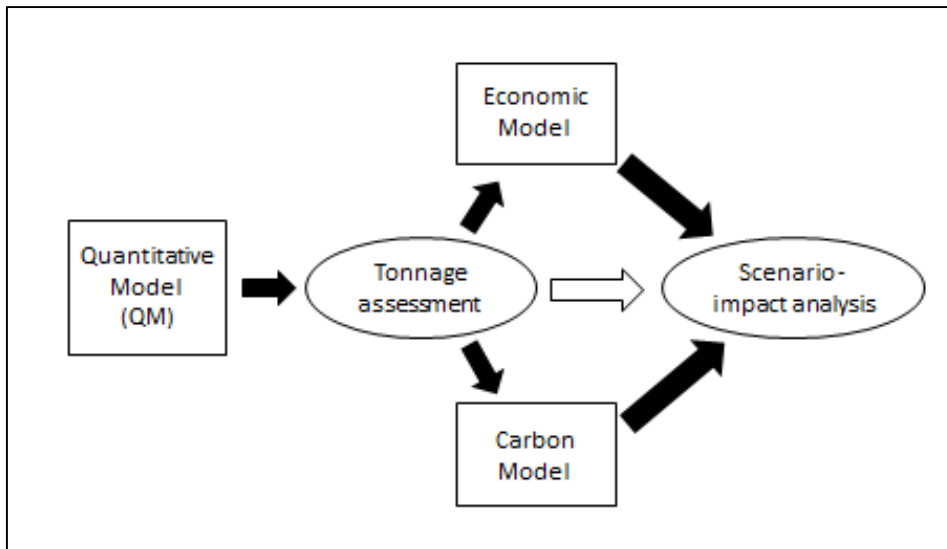 Economic
Model
Quantitative
Model
(QM)
Tonnage
assessment
Scenario-
impact analysis
Carbon
Model